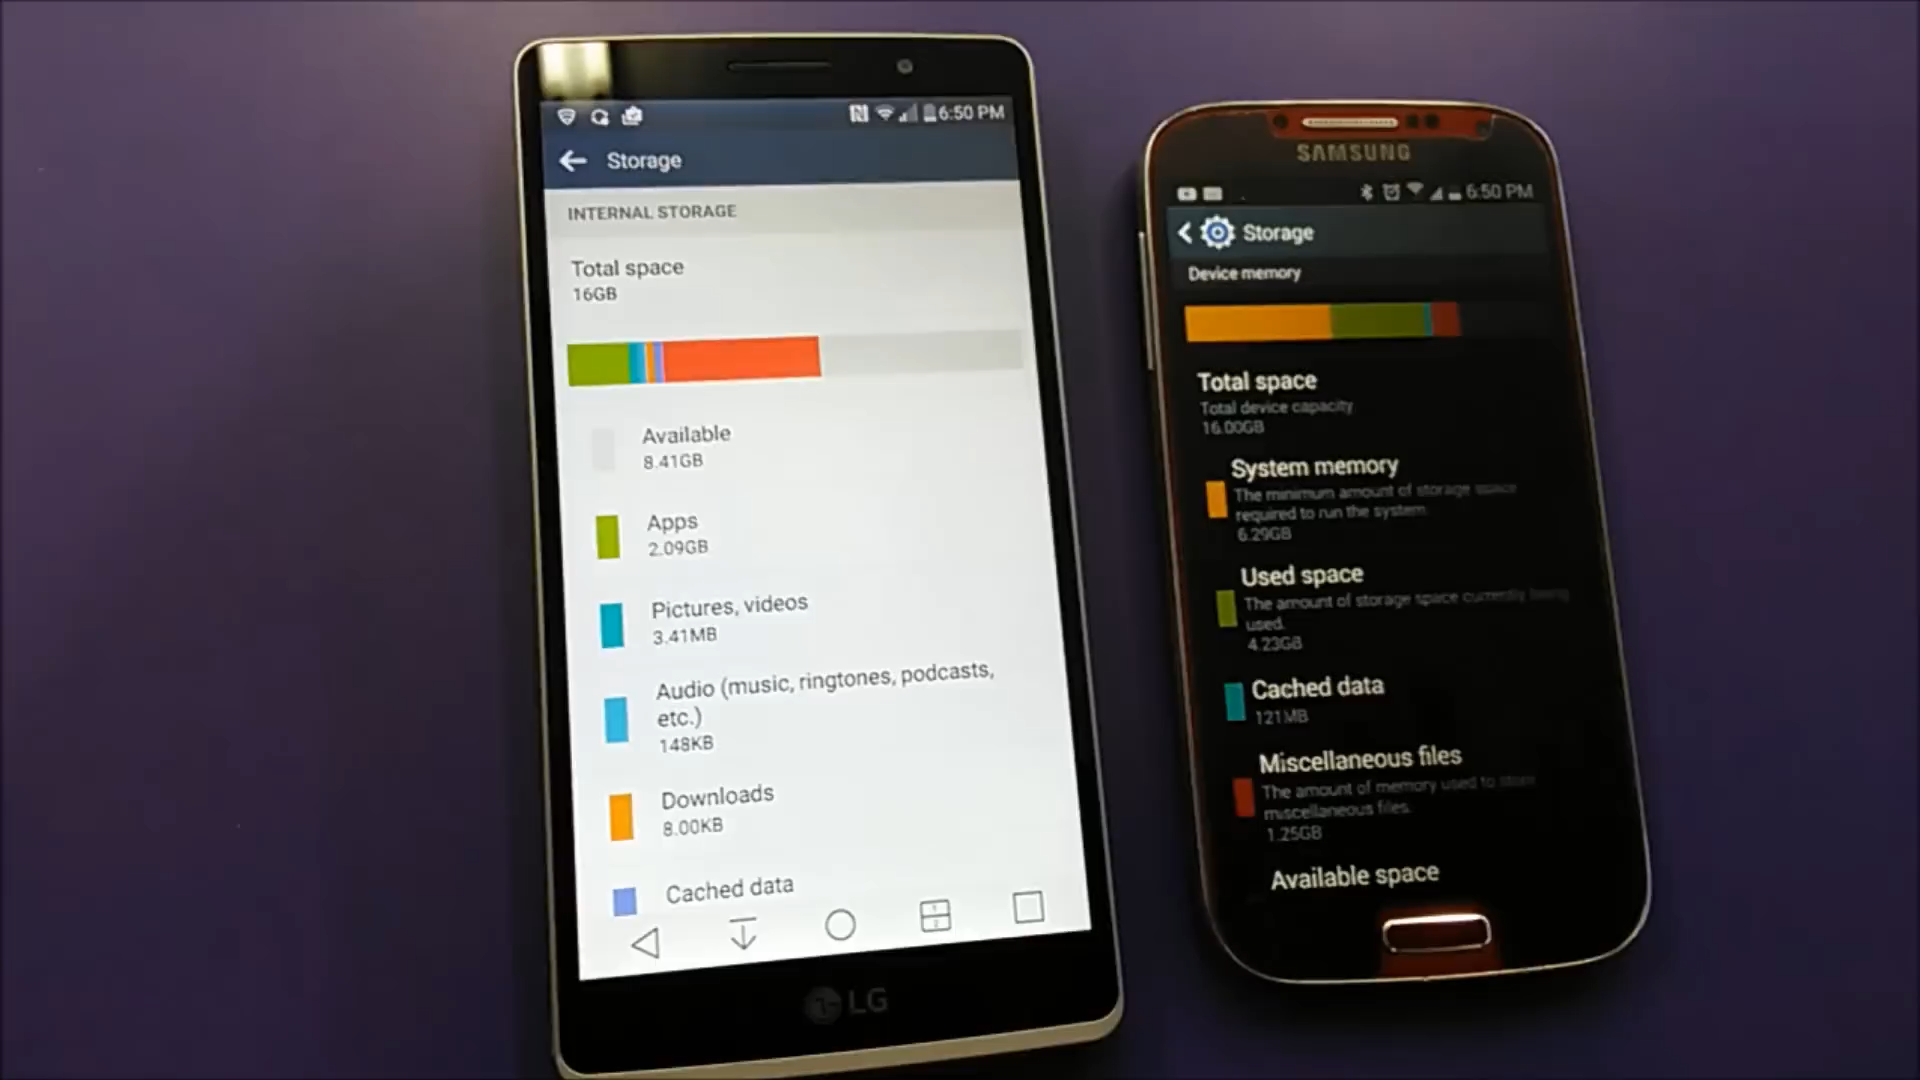 6:50 PM
Storage
INTERNAL STORAGE
Total space
16GB
Available
8.41GB
Apps
2.09GB
Pictures, videos
3.41MB
Audio (music, ringtones, podcasts,
etc.)
148KB
Downloads
8.00KB
Cached data
LG
SAMSUNG
6:50 PM
Storage
Device memory
Total space
Total device capacity
16.00GB
System memory
The minimum amount of storage space
required to run the system.
6.29GB
Used space
The amount of storage space currently being
used.
4.23GB
Cached data
121MB
Miscellaneous files
The amount of memory used to store
miscellaneous files.
1.25GB
Available space